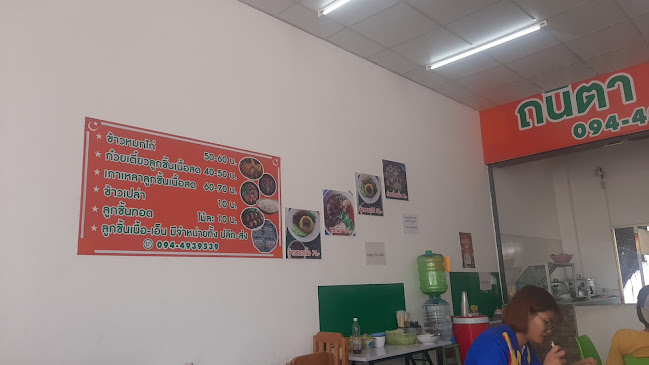 ข้าวหมกไก่ 50-60 บ.
ก๋วยเตี๋ยวลูกชิ้นเนื้อสด 40-50 บ.
เกาเหลาลูกชิ้นเนื้อสด 60-70 บ.
ข้าวเปล่า 10 บ.
ลูกชิ้นทอด ไม้ละ 10 บ.
ลูกชิ้นเนื้อ-เอ็น มีจำหน่ายทั้ง ปลีก-ส่ง
094-4939539
ถนิตา
094-4